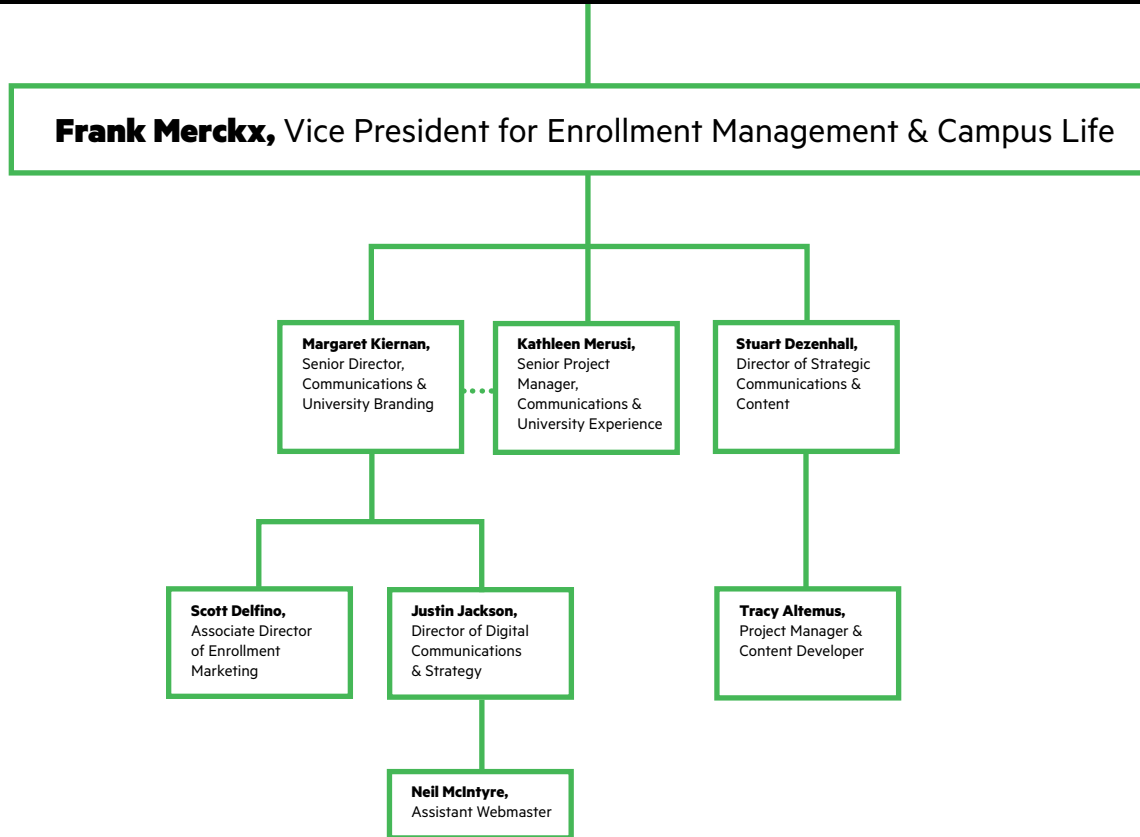 Frank Merckx, Vice President for Enrollment Management & Campus Life
Margaret Kiernan,
Senior Director,
Communications &
University Branding
Kathleen Merusi,
Senior Project
Manager,
Communications &
University Experience
Stuart Dezenhall,
Director of Strategic
Communications &
Content
Scott Delfino,
Associate Director
of Enrollment
Marketing
Justin Jackson,
Director of Digital
Communications
& Strategy
Tracy Altemus,
Project Manager &
Content Developer
Neil McIntyre,
Assistant Webmaster